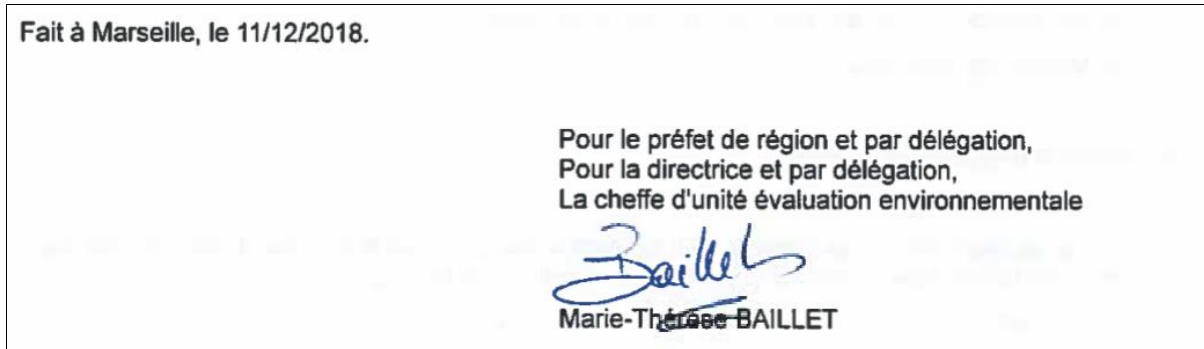 Fait à Marseille, le 11/12/2018.
Pour le préfet de région et par délégation,
Pour la directrice et par délégation,
La cheffe d'unité évaluation environnementale
Baillet
Marie-Thérèse BAILLET